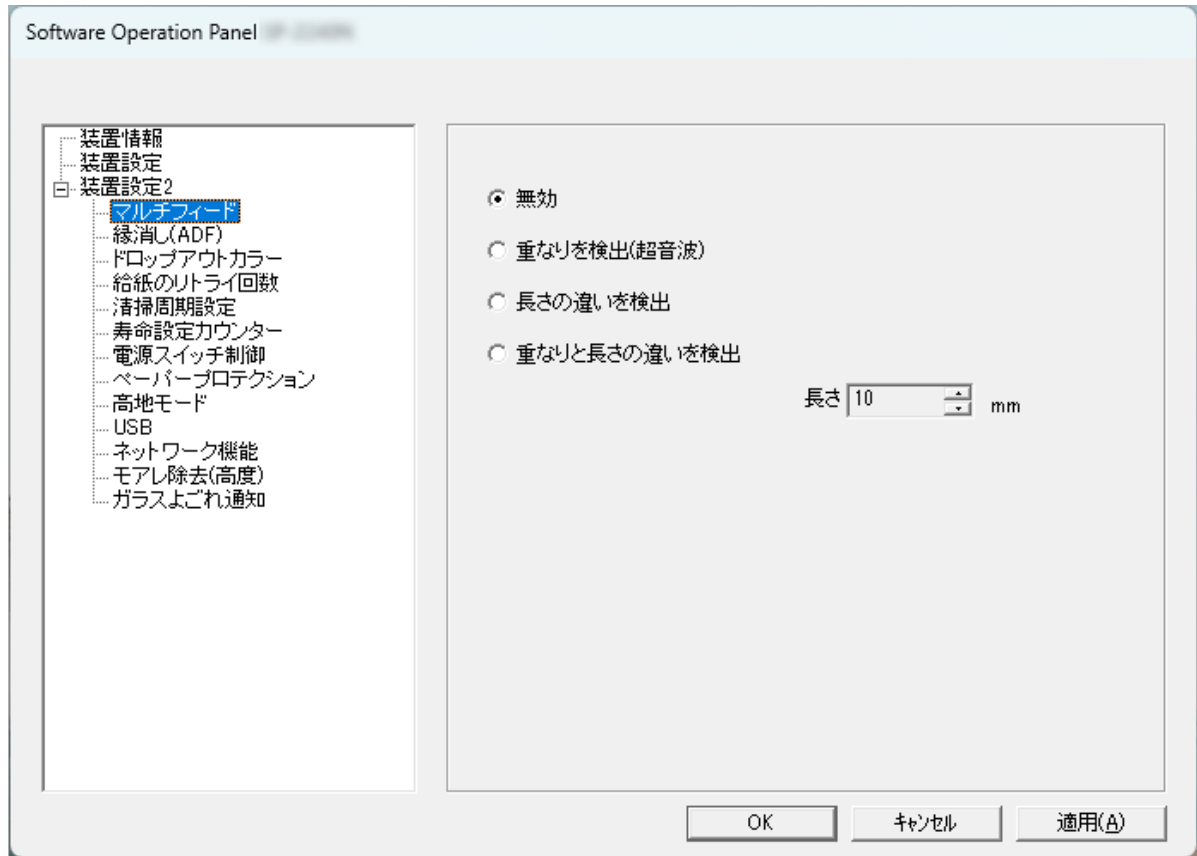 Software Operation Panel
装置情報
装置設定
装置設定2
マルチフィード
縁消し(ADF)
ドロップアウトカラー
給紙のリトライ回数
清掃周期設定
寿命設定カウンター
電源スイッチ制御
ペーパープロテクション
高地モード
USB
ネットワーク機能
モアレ除去(高度)
ガラスよごれ通知
無効
重なりを検出(超音波)
長さの違いを検出
重なりと長さの違いを検出
長さ 10 mm
OK キャンセル 適用(A)